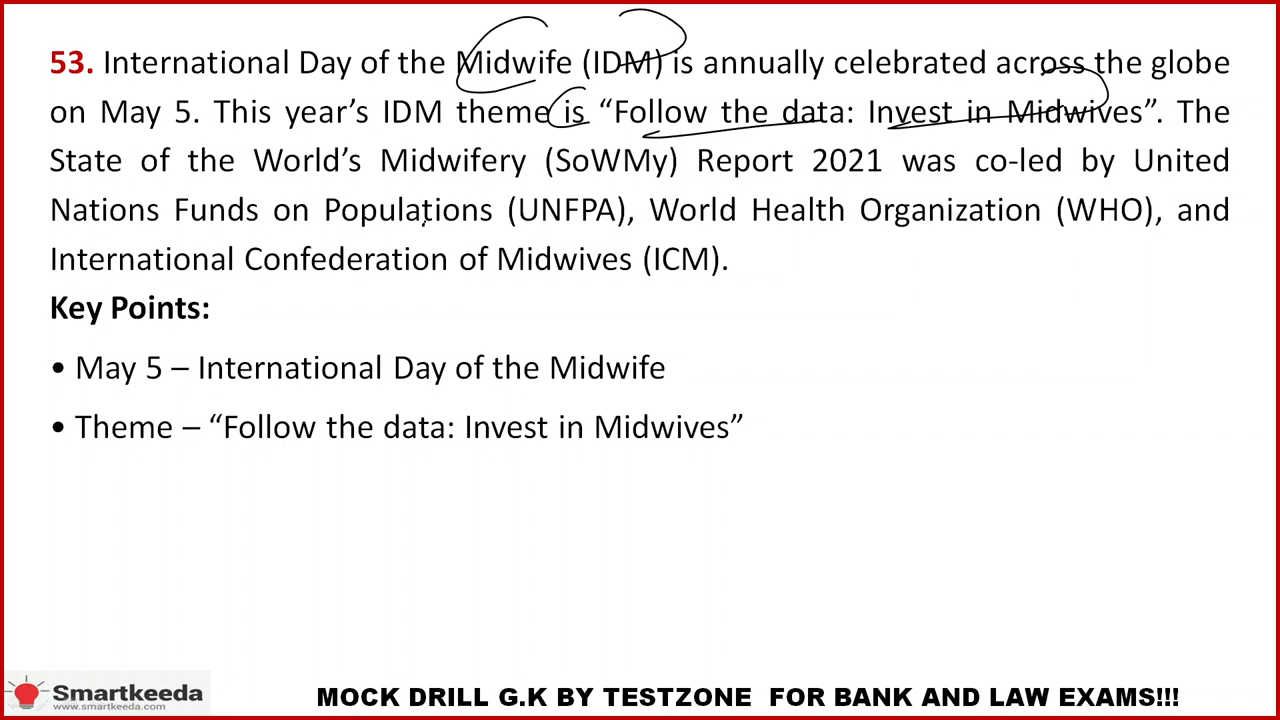 53. International Day of the Midwife (IDM) is annually celebrated across the globe
on May 5. This year’s IDM theme is “Follow the data: Invest in Midwives”. The
State of the World’s Midwifery (SoWMy) Report 2021 was co-led by United
Nations Funds on Populations (UNFPA), World Health Organization (WHO), and
International Confederation of Midwives (ICM).
Key Points:
• May 5 – International Day of the Midwife
• Theme – “Follow the data: Invest in Midwives”
Smartkeeda
www.smartkeeda.com
MOCK DRILL G.K BY TESTZONE FOR BANK AND LAW EXAMS!!!